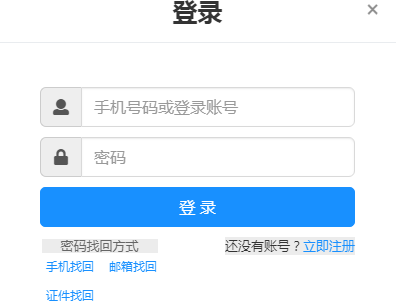 登录
×
手机号码或登录账号
密码
登 录
密码找回方式
还没有账号？立即注册
手机找回 邮箱找回
证件找回